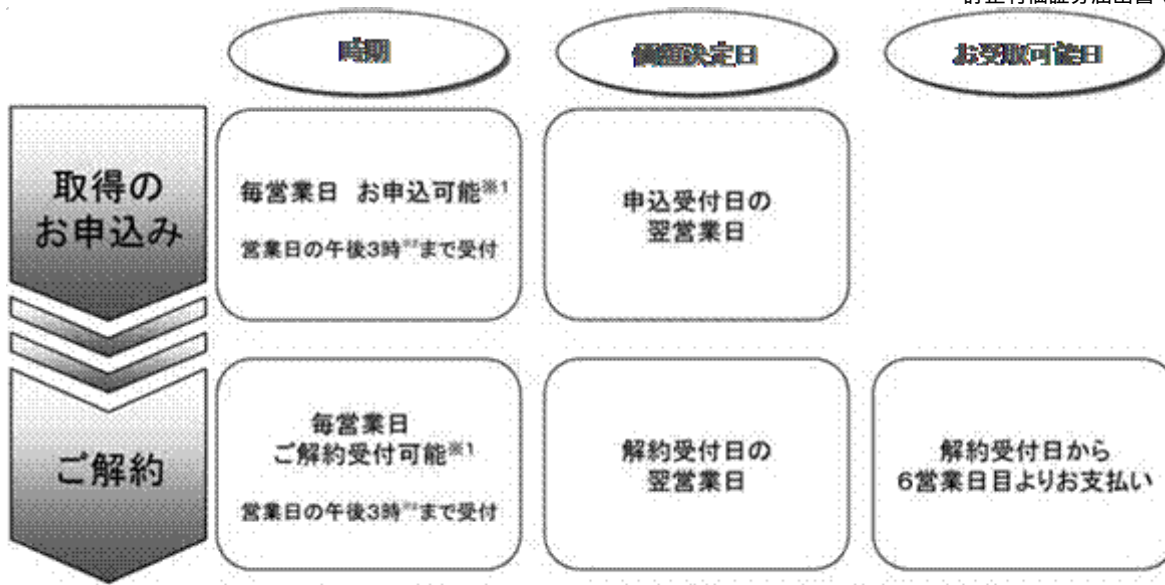 時期
価額決定日
お受取可能日
取得の
お申込み
毎営業日 お申込可能※1
営業日の午後3時※2まで受付
申込受付日の
翌営業日
ご解約
毎営業日
ご解約受付可能※1
営業日の午後3時※2まで受付
解約受付日の
翌営業日
解約受付日から
6営業日目よりお支払い